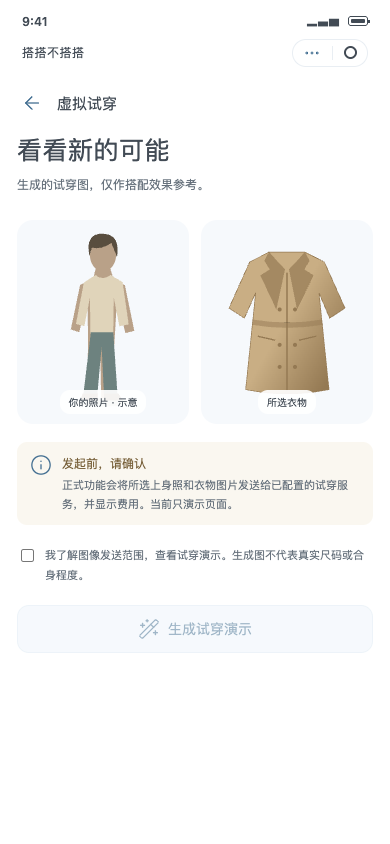 9:41
搭搭不搭搭
虚拟试穿
看看新的可能
生成的试穿图，仅作搭配效果参考。
你的照片 · 示意
所选衣物
发起前，请确认
正式功能会将所选上身照和衣物图片发送给已配置的试穿服
务，并显示费用。当前只演示页面。
我了解图像发送范围，查看试穿演示。生成图不代表真实尺码或合
身程度。
生成试穿演示